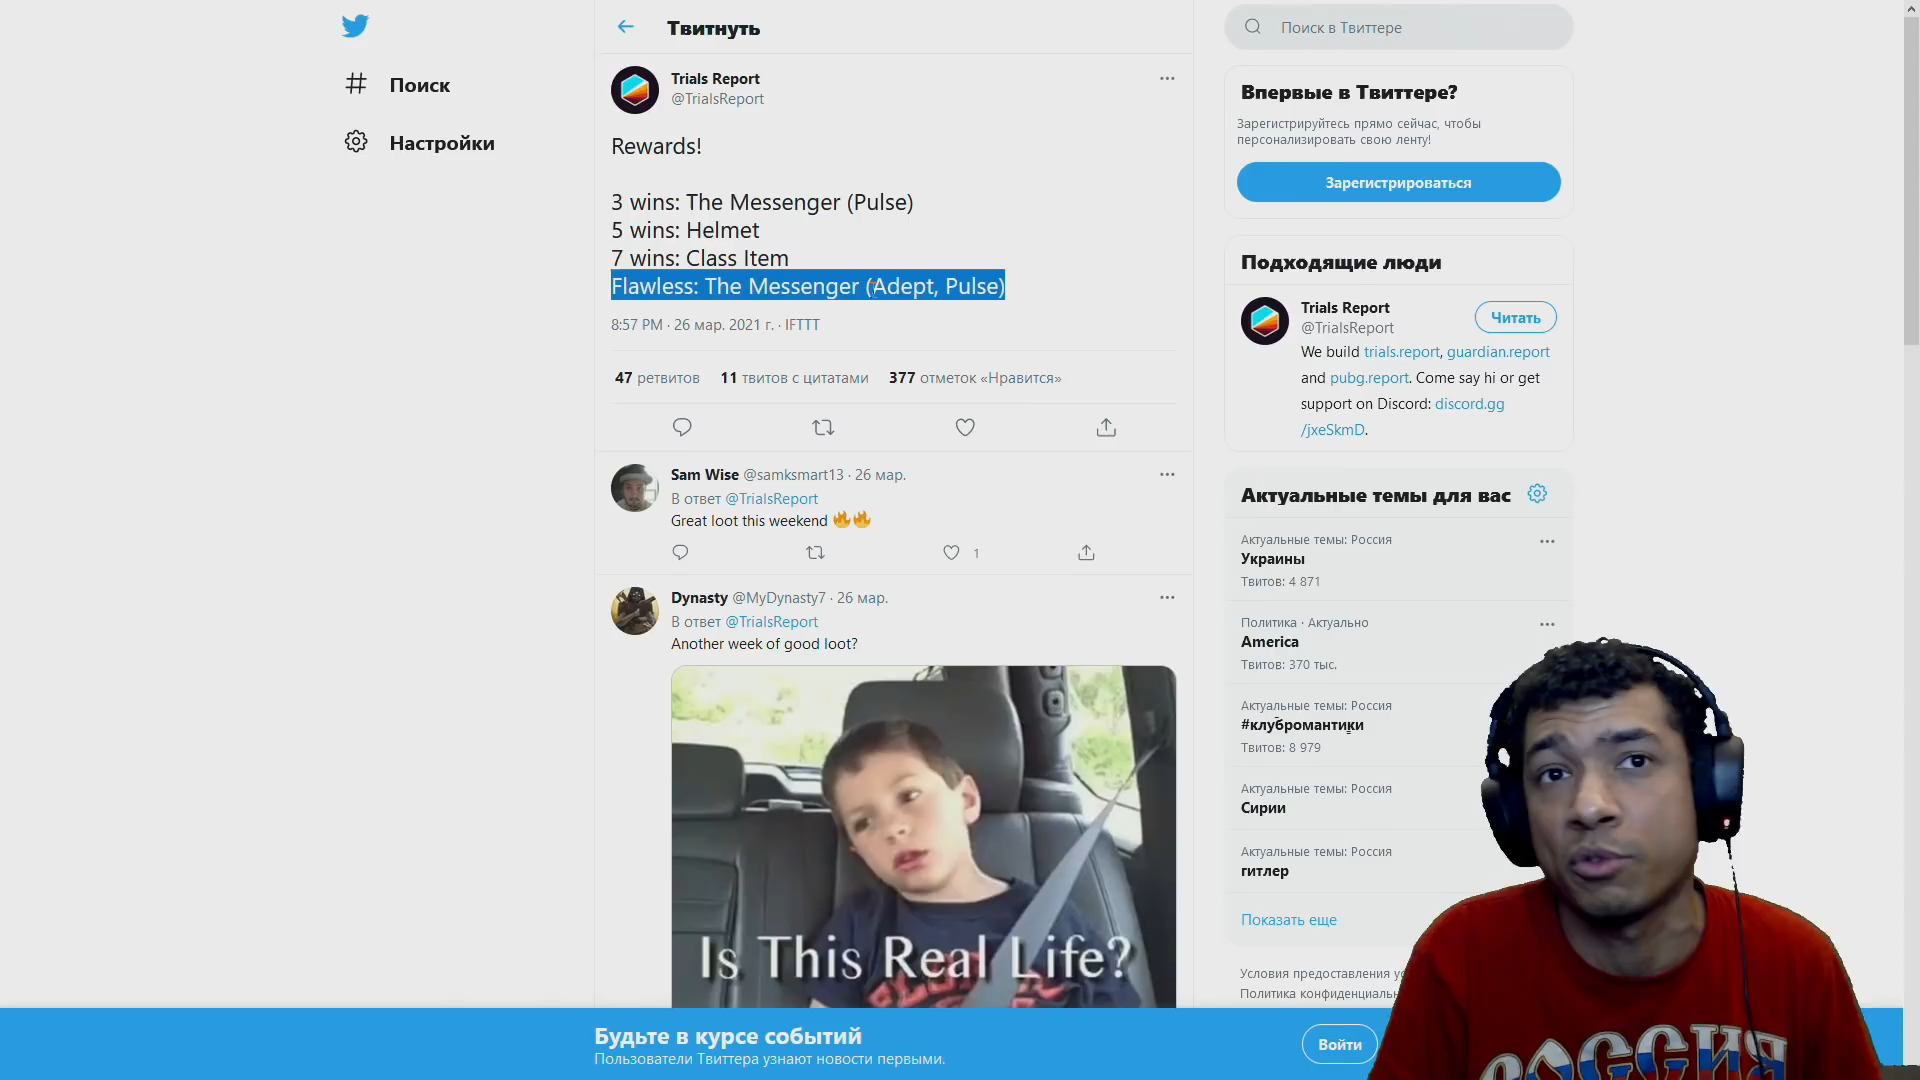 Поиск
Настройки
Твитнуть
Trials Report
@TrialsReport
Rewards!
3 wins: The Messenger (Pulse)
5 wins: Helmet
7 wins: Class Item
Flawless: The Messenger (Adept, Pulse)
8:57 PM · 26 мар. 2021 г. · IFTTT
47 ретвитов 11 твитов с цитатами 377 отметок «Нравится»
Sam Wise @samksmart13 · 26 мар.
В ответ @TrialsReport
Great loot this weekend 🔥🔥
1
Dynasty @MyDynasty7 · 26 мар.
В ответ @TrialsReport
Another week of good loot?
Is This Real Life?
Поиск в Твиттере
Впервые в Твиттере?
Зарегистрируйтесь прямо сейчас, чтобы
персонализировать свою ленту!
Зарегистрироваться
Подходящие люди
Trials Report
@TrialsReport
Читать
We build trials.report, guardian.report
and pubg.report. Come say hi or get
support on Discord: discord.gg
/jxeSkmD.
Актуальные темы для вас
Актуальные темы: Россия
Украины
Твитов: 4 871
Политика · Актуально
America
Твитов: 370 тыс.
Актуальные темы: Россия
#клубромантики
Твитов: 8 979
Актуальные темы: Россия
Сирии
Актуальные темы: Россия
гитлер
Показать еще
Условия предоставления
Политика
РОССИЯ
Будьте в курсе событий
Пользователи Твиттера узнают новости первыми.
Войти